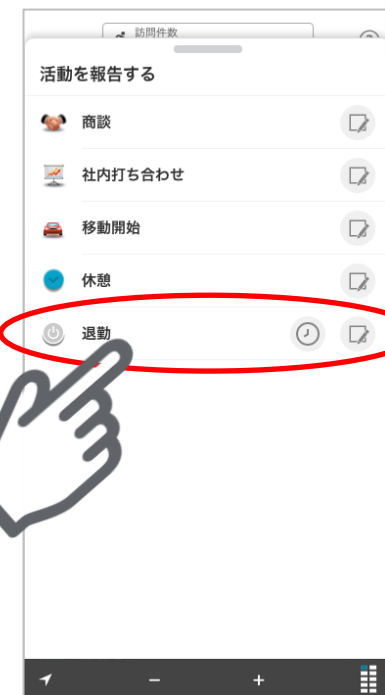 訪問件数
活動を報告する
商談
社内打ち合わせ
移動開始
休憩
退勤